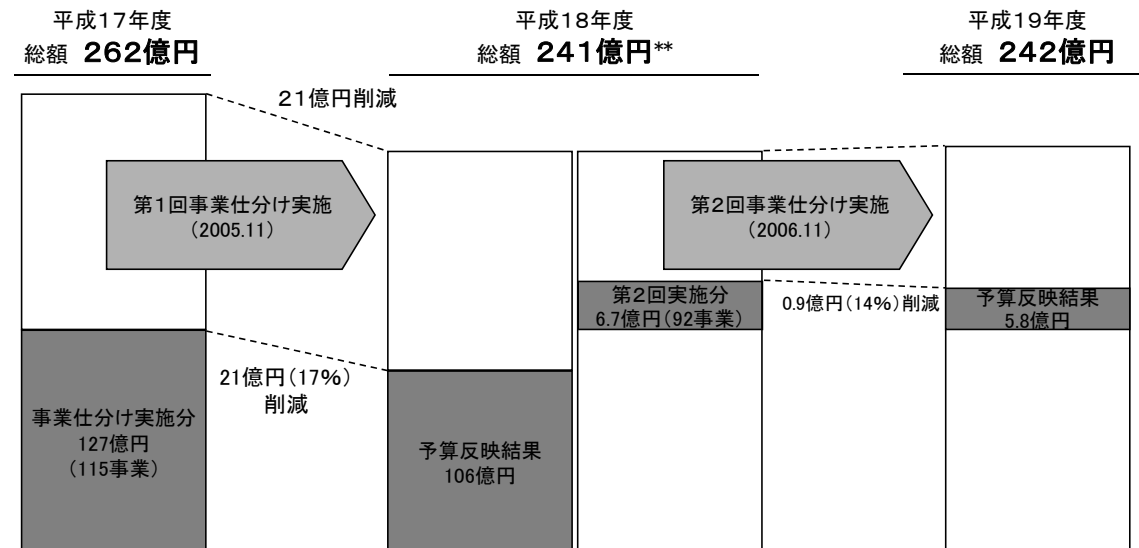 平成17年度
総額 262億円
平成18年度
総額 241億円**
平成19年度
総額 242億円
21億円削減
第1回事業仕分け実施
(2005.11)
第2回事業仕分け実施
(2006.11)
第2回実施分
6.7億円(92事業)
0.9億円(14%)削減
予算反映結果
5.8億円
21億円(17%)
削減
事業仕分け実施分
127億円
(115事業)
予算反映結果
106億円